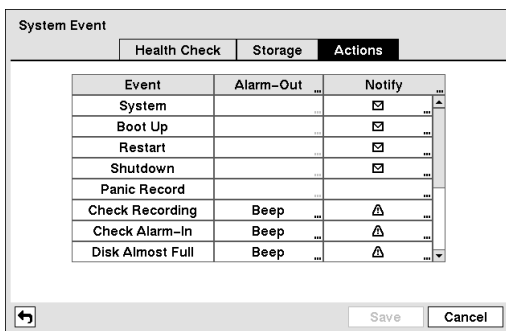 System Event
Health Check Storage Actions
Event Alarm-Out ... Notify ...
System ... ...
Boot Up ... ...
Restart ... ...
Shutdown ... ...
Panic Record ... ...
Check Recording Beep ... ...
Check Alarm-In Beep ... ...
Disk Almost Full Beep ... ...
Save Cancel